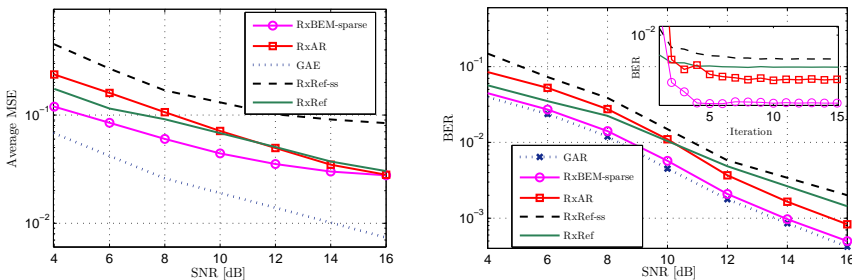 RxBEM-sparse
RxAR
GAE
RxRef-ss
RxRef
Average MSE
10^-1
10^-2
4 6 8 10 12 14 16
SNR [dB]
BER
10^-1
10^-2
10^-3
10^-2
BER
5 10 15
Iteration
GAR
RxBEM-sparse
RxAR
RxRef-ss
RxRef
4 6 8 10 12 14 16
SNR [dB]